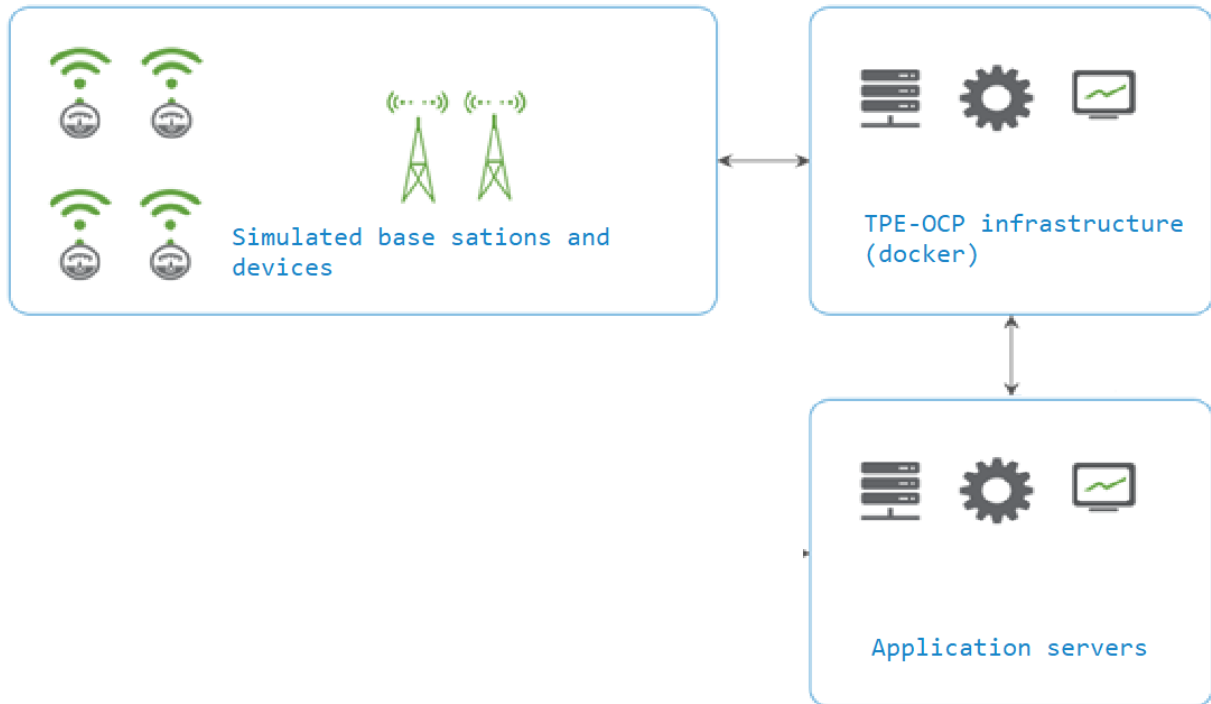 Simulated base sations and
devices
TPE-OCP infrastructure
(docker)
Application servers